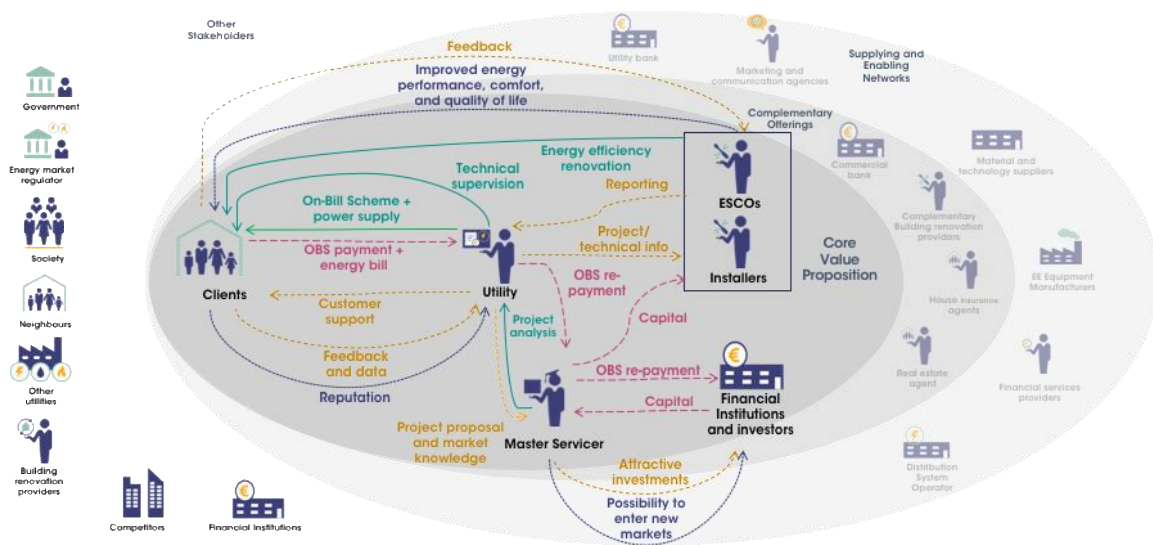 Other
Stakeholders
Feedback
Improved energy
performance, comfort,
and quality of life
Utility bank
Marketing and
communication agencies
Supplying and
Enabling
Networks
Government
Energy market
regulator
Society
Neighbours
Other
utilities
Building
renovation
providers
Competitors
Financial Institutions
Complementary
Offerings
Commercial
bank
Material and
technology suppliers
Complementary
Building renovation
providers
EE Equipment
Manufacturers
House insurance
agents
Real estate
agent
Financial services
providers
Distribution
System
Operator
Core
Value
Proposition
Energy efficiency
renovation
Technical
supervision
Reporting
ESCOs
On-Bill Scheme +
power supply
Project/
technical info
OBS payment +
energy bill
Installers
Clients
Utility
OBS re-
payment
Customer
support
Project
analysis
Capital
Feedback
and data
OBS re-payment
Reputation
Capital
Financial
Institutions
and investors
Master Servicer
Project proposal
and market
knowledge
Attractive
investments
Possibility to
enter new
markets